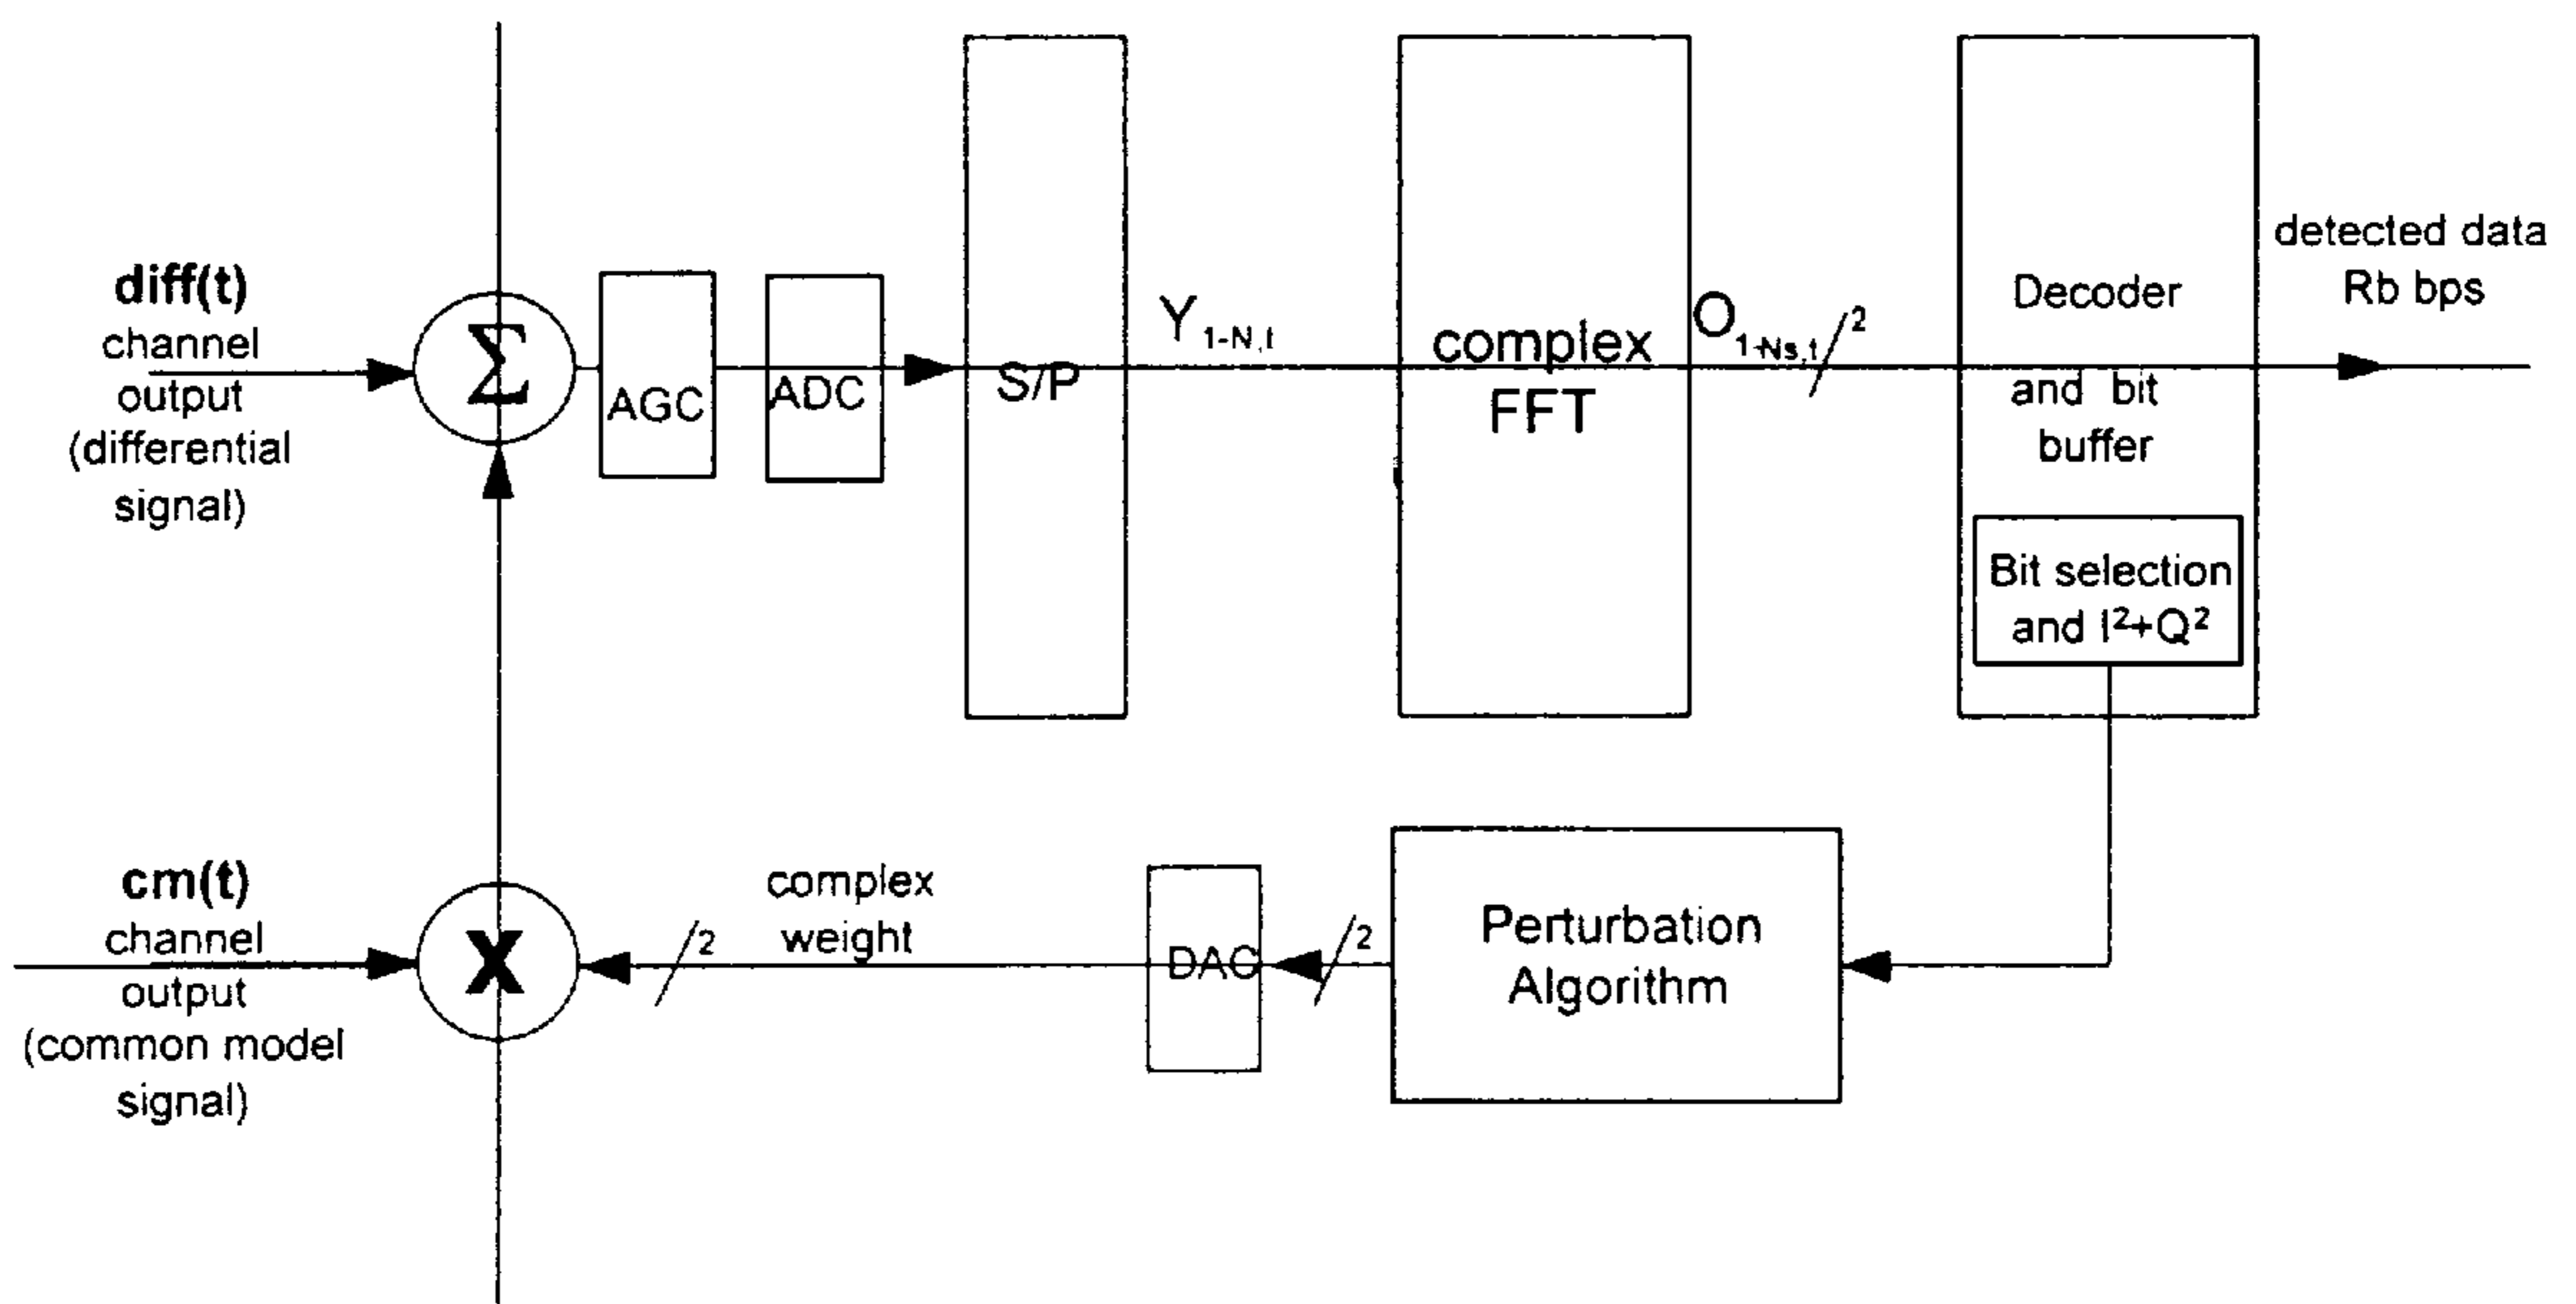 diff(t)
channel
output
(differential
signal)
Σ
AGC
ADC
S/P
Y₁₋N,t
complex
FFT
O₁₋Ns,t
2
Decoder
and bit
buffer
Bit selection
and I²+Q²
detected data
Rb bps
cm(t)
channel
output
(common model
signal)
X
2
complex
weight
DAC
2
Perturbation
Algorithm